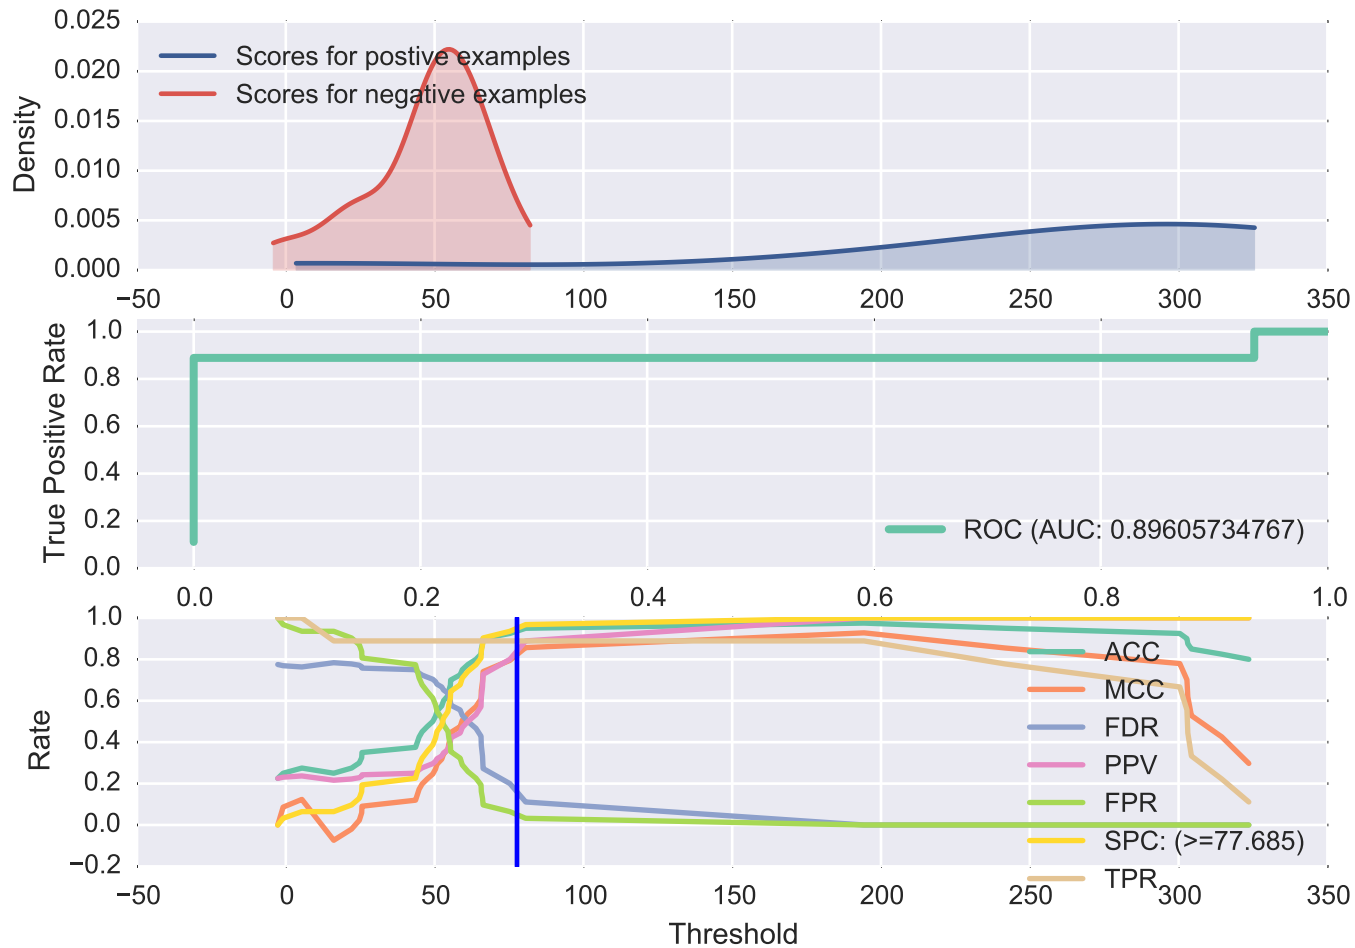 0.025
0.020
0.015
0.010
0.005
0.000
Density
Scores for postive examples
Scores for negative examples
−50 0 50 100 150 200 250 300 350
1.0
0.8
0.6
0.4
0.2
0.0
True Positive Rate
ROC (AUC: 0.89605734767)
0.0 0.2 0.4 0.6 0.8 1.0
1.0
0.8
0.6
0.4
0.2
0.0
−0.2
Rate
ACC
MCC
FDR
PPV
FPR
SPC: (>=77.685)
TPR
−50 0 50 100 150 200 250 300 350
Threshold